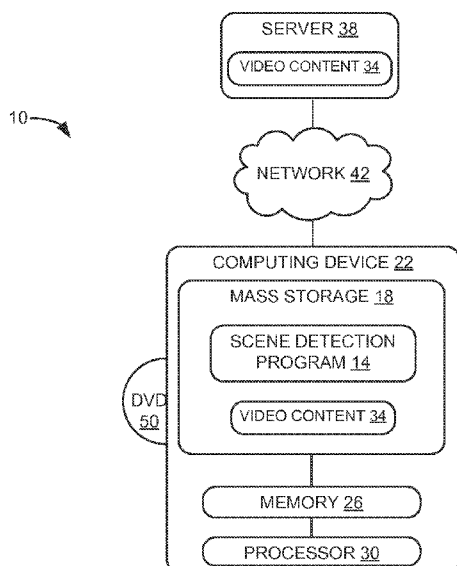 SERVER 38
VIDEO CONTENT 34
10
NETWORK 42
COMPUTING DEVICE 22
MASS STORAGE 18
SCENE DETECTION
PROGRAM 14
VIDEO CONTENT 34
DVD
50
MEMORY 26
PROCESSOR 30